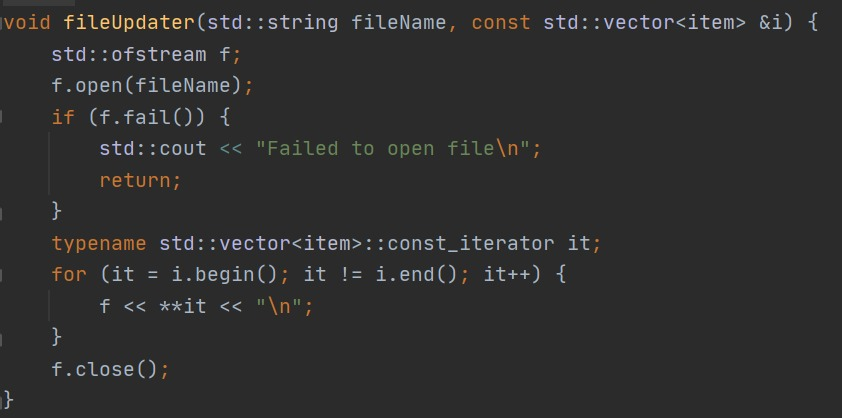 void fileUpdater(std::string fileName, const std::vector<item> &i) {
    std::ofstream f;
    f.open(fileName);
    if (f.fail()) {
        std::cout << "Failed to open file\n";
        return;
    }
    typename std::vector<item>::const_iterator it;
    for (it = i.begin(); it != i.end(); it++) {
        f << **it << "\n";
    }
    f.close();
}